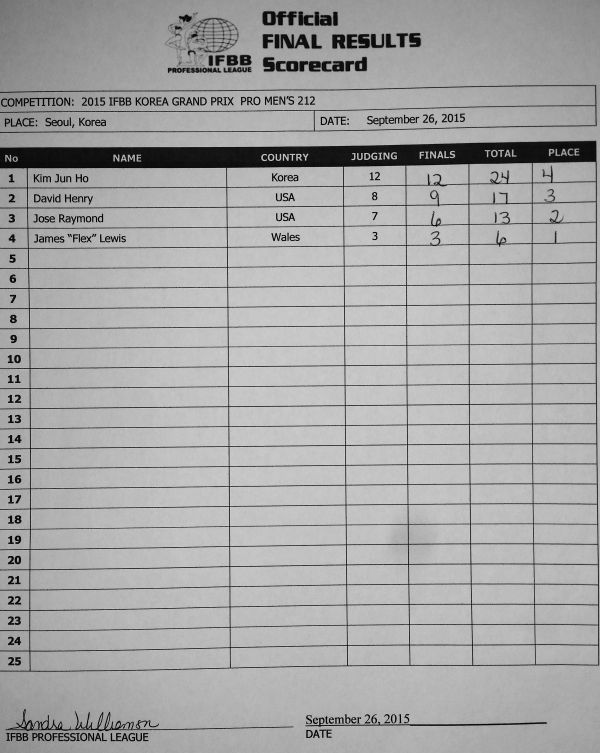 Official
FINAL RESULTS
Scorecard
IFBB
PROFESSIONAL LEAGUE
COMPETITION: 2015 IFBB KOREA GRAND PRIX PRO MEN'S 212
PLACE: Seoul, Korea DATE: September 26, 2015
No NAME COUNTRY JUDGING FINALS TOTAL PLACE
1 Kim Jun Ho Korea 12 12 24 4
2 David Henry USA 8 9 17 3
3 Jose Raymond USA 7 6 13 2
4 James "Flex" Lewis Wales 3 3 6 1
5
6
7
8
9
10
11
12
13
14
15
16
17
18
19
20
21
22
23
24
25
Sandra Williamson September 26, 2015
IFBB PROFESSIONAL LEAGUE DATE